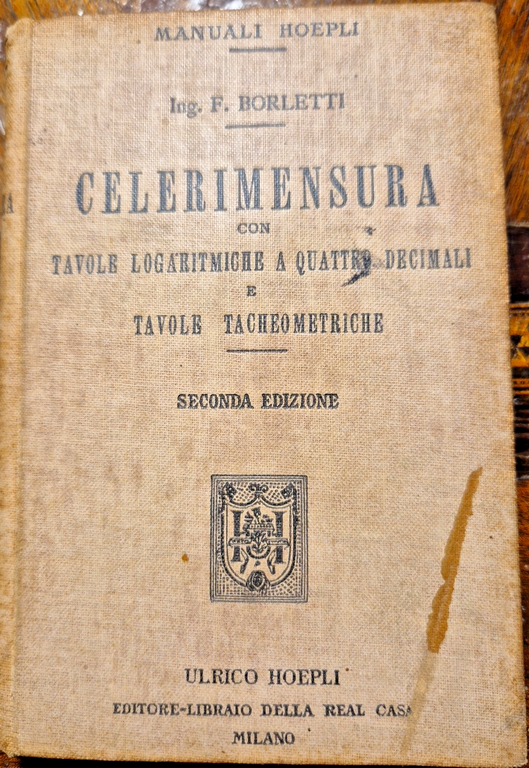 MANUALI HOEPLI
Ing. F. BORLETTI
CELERIMENSURA
CON
TAVOLE LOGARITMICHE A QUATTRO DECIMALI
E
TAVOLE TACHEOMETRICHE
SECONDA EDIZIONE
ULRICO HOEPLI
EDITORE-LIBRAIO DELLA REAL CASA
MILANO